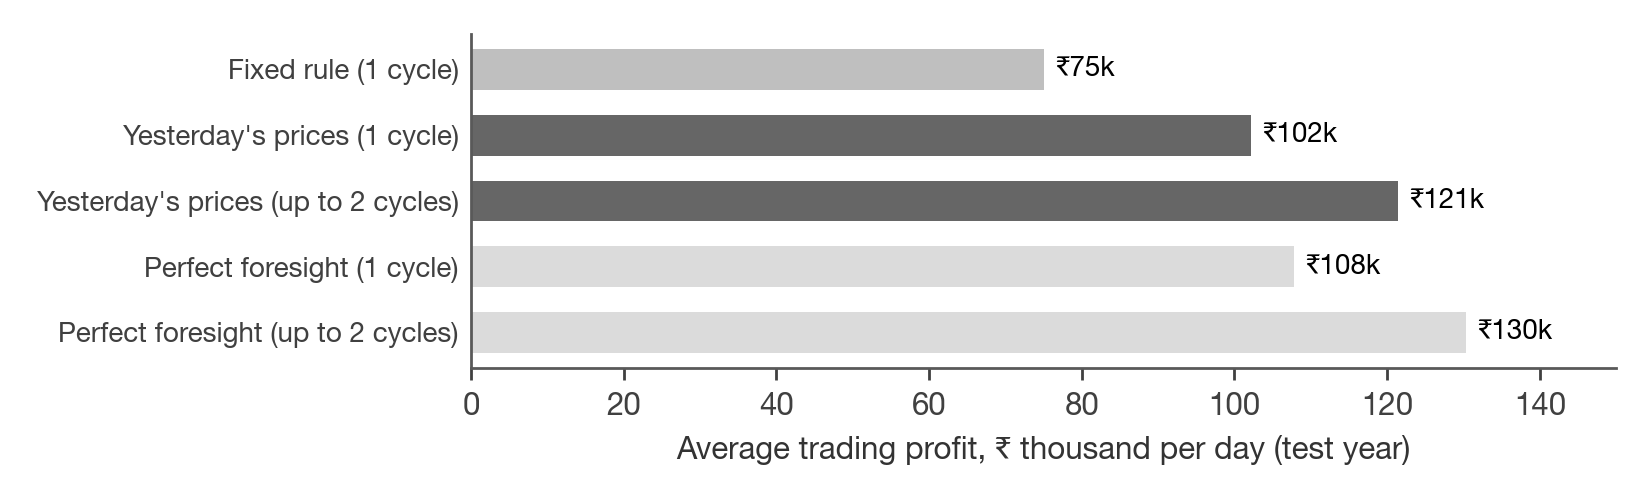 Fixed rule (1 cycle) ₹75k
Yesterday's prices (1 cycle) ₹102k
Yesterday's prices (up to 2 cycles) ₹121k
Perfect foresight (1 cycle) ₹108k
Perfect foresight (up to 2 cycles) ₹130k
0 20 40 60 80 100 120 140
Average trading profit, ₹ thousand per day (test year)